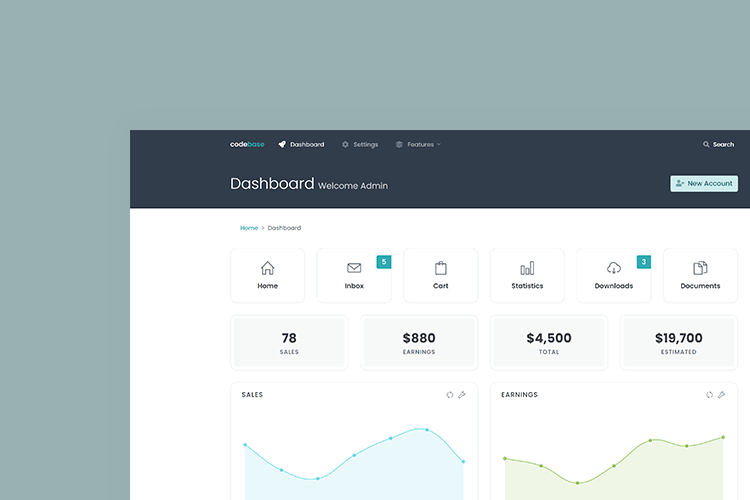 codebase Dashboard Settings Features Search
Dashboard Welcome Admin New Account
Home > Dashboard
5 3
Home Inbox Cart Statistics Downloads Documents
78 $880 $4,500 $19,700
SALES EARNINGS TOTAL ESTIMATED
SALES EARNINGS